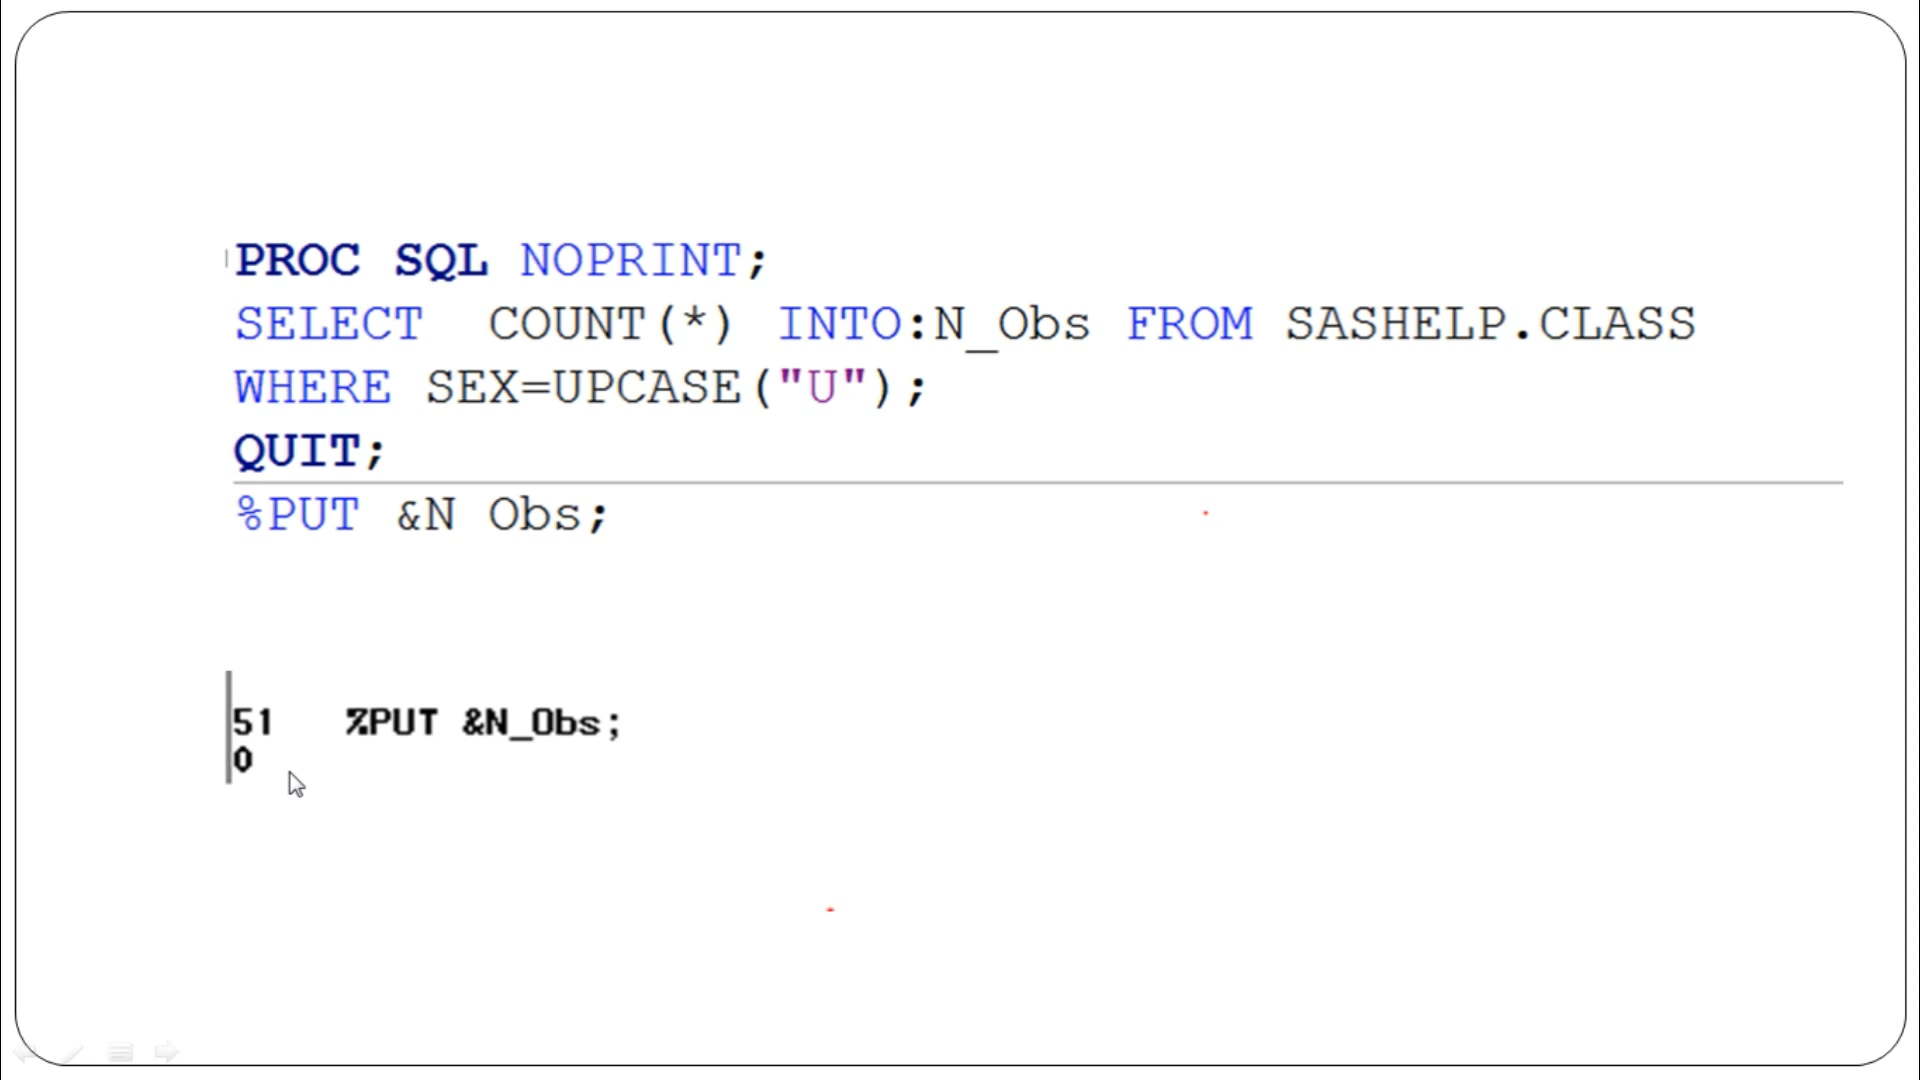 PROC SQL NOPRINT;
SELECT  COUNT(*) INTO:N_Obs FROM SASHELP.CLASS
WHERE SEX=UPCASE("U");
QUIT;
%PUT &N Obs;
51   %PUT &N_Obs;
0